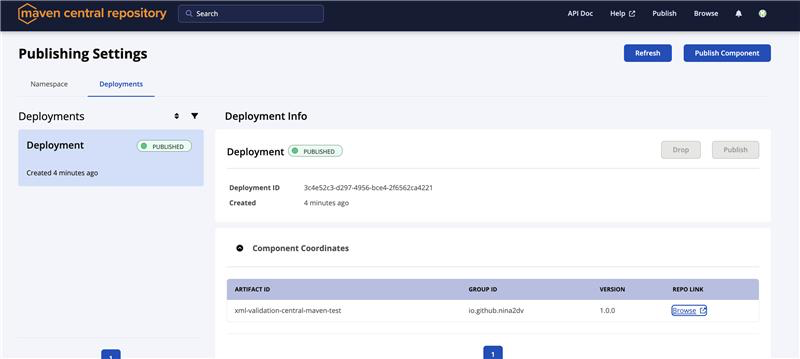 maven central repository
Search
API Doc
Help
Publish
Browse
Publishing Settings
Refresh
Publish Component
Namespace
Deployments
Deployments
Deployment
PUBLISHED
Created 4 minutes ago
Deployment Info
Deployment
PUBLISHED
Drop
Publish
Deployment ID 3c4e52c3-d297-4956-bce4-2f6562ca4221
Created 4 minutes ago
Component Coordinates
ARTIFACT ID GROUP ID VERSION REPO LINK
xml-validation-central-maven-test io.github.nina2dv 1.0.0 Browse
1
1